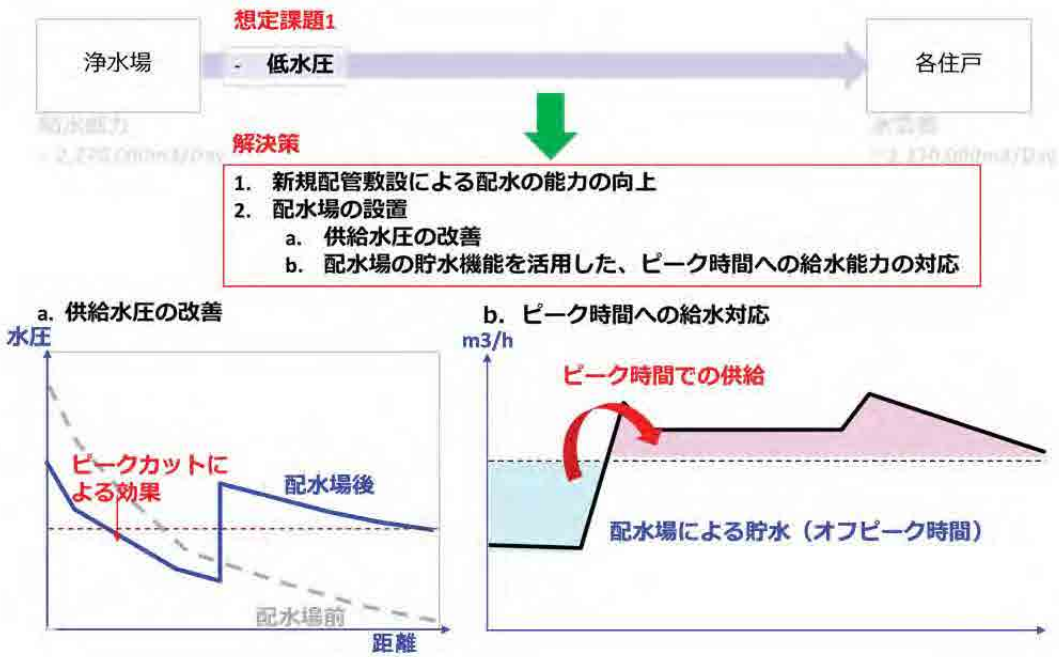 想定課題1
浄水場
- 低水圧
各住戸
給水能力
解決策
1. 新規配管敷設による配水の能力の向上
2. 配水場の設置
a. 供給水圧の改善
b. 配水場の貯水機能を活用した、ピーク時間への給水能力の対応
a. 供給水圧の改善
水圧
ピークカットに
よる効果
配水場後
配水場前
距離
b. ピーク時間への給水対応
m3/h
ピーク時間での供給
配水場による貯水（オフピーク時間）